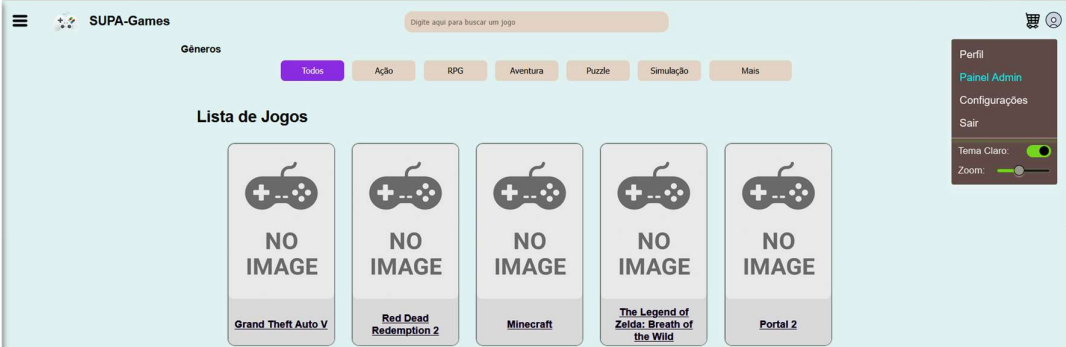 SUPA-Games
Digite aqui para buscar um jogo
Gêneros
Todos
Ação
RPG
Aventura
Puzzle
Simulação
Mais
Perfil
Painel Admin
Configurações
Sair
Tema Claro:
Zoom:
Lista de Jogos
NO
IMAGE
Grand Theft Auto V
NO
IMAGE
Red Dead
Redemption 2
NO
IMAGE
Minecraft
NO
IMAGE
The Legend of
Zelda: Breath of
the Wild
NO
IMAGE
Portal 2